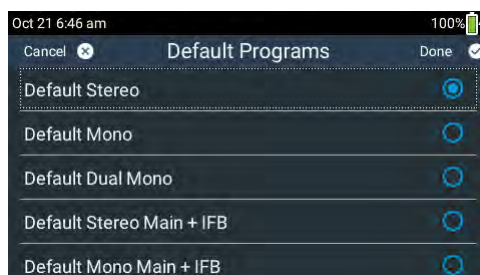 Oct 21 6:46 am 100%
Cancel Default Programs Done
Default Stereo
Default Mono
Default Dual Mono
Default Stereo Main + IFB
Default Mono Main + IFB